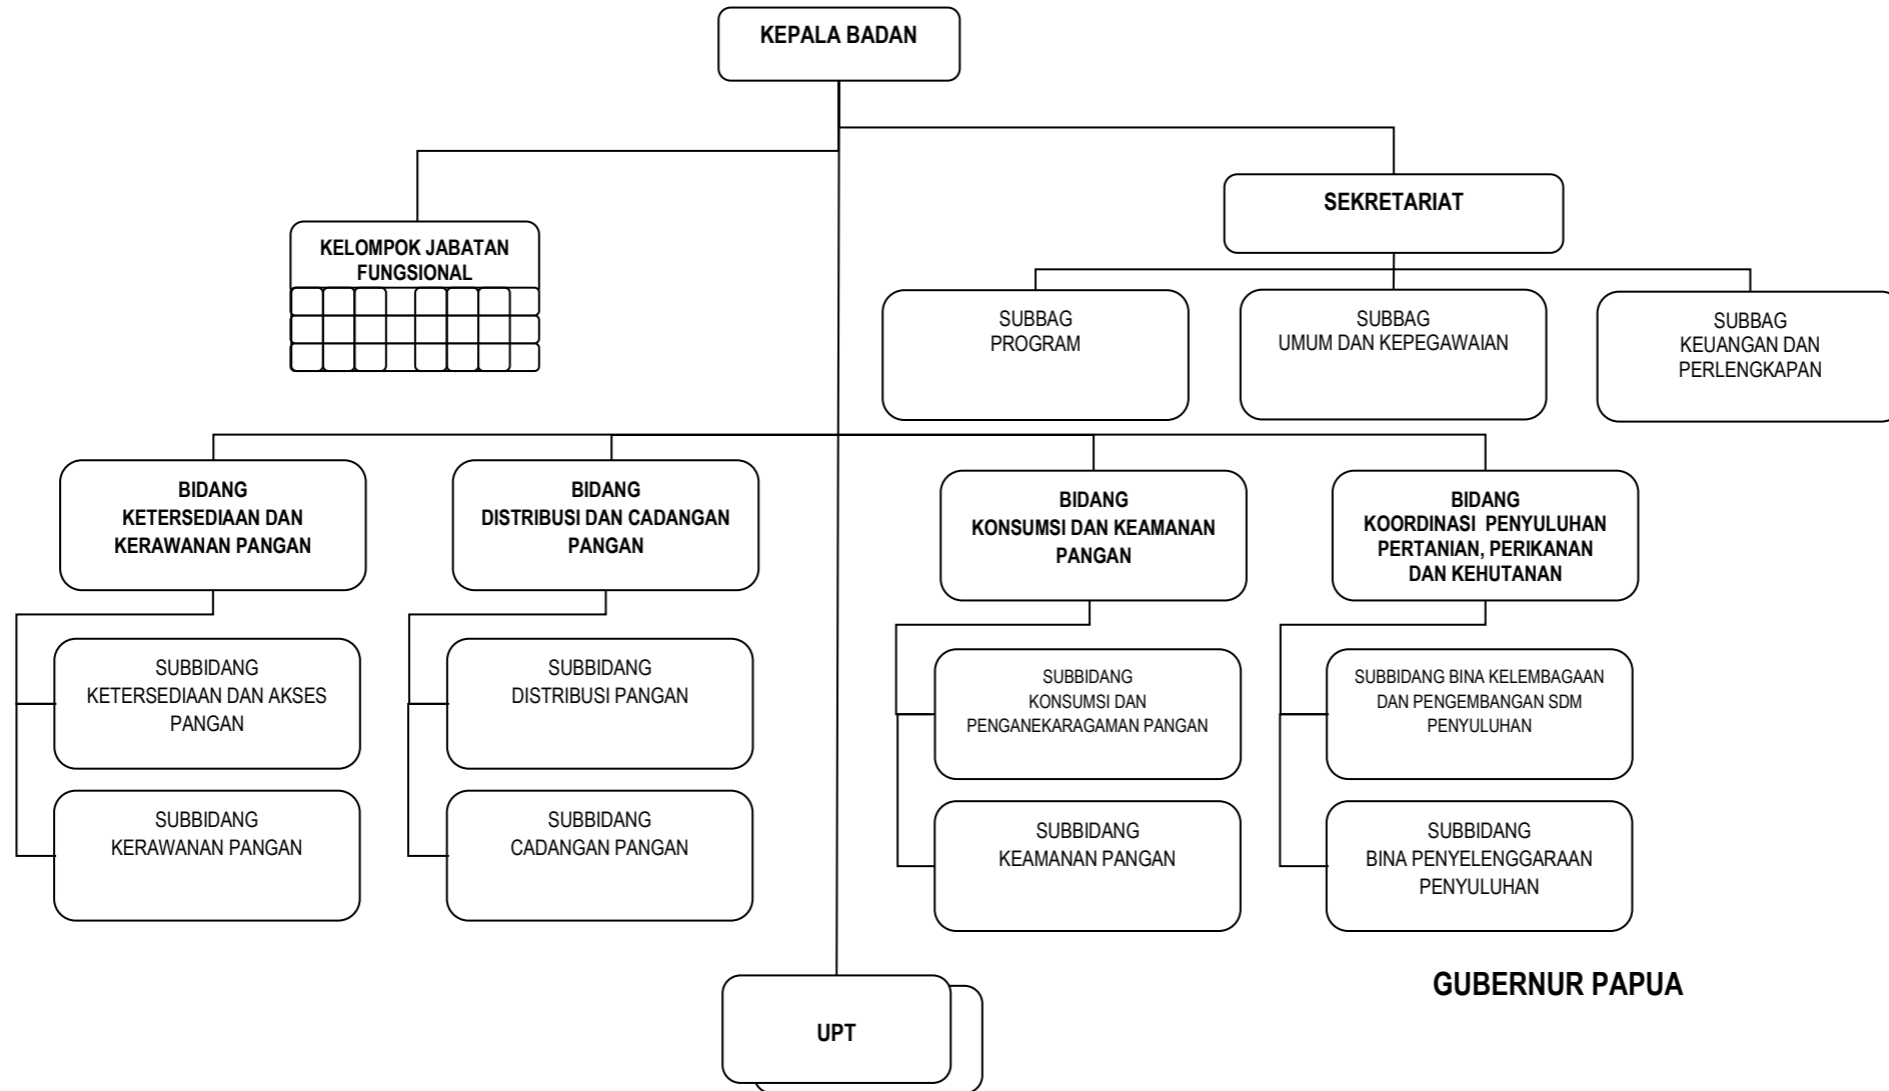 KEPALA BADAN
SEKRETARIAT
KELOMPOK JABATAN
FUNGSIONAL
SUBBAG
PROGRAM
SUBBAG
UMUM DAN KEPEGAWAIAN
SUBBAG
KEUANGAN DAN
PERLENGKAPAN
BIDANG
KETERSEDIAAN DAN
KERAWANAN PANGAN
BIDANG
DISTRIBUSI DAN CADANGAN
PANGAN
BIDANG
KONSUMSI DAN KEAMANAN
PANGAN
BIDANG
KOORDINASI PENYULUHAN
PERTANIAN, PERIKANAN
DAN KEHUTANAN
SUBBIDANG
KETERSEDIAAN DAN AKSES
PANGAN
SUBBIDANG
DISTRIBUSI PANGAN
SUBBIDANG
KONSUMSI DAN
PENGANEKARAGAMAN PANGAN
SUBBIDANG BINA KELEMBAGAAN
DAN PENGEMBANGAN SDM
PENYULUHAN
SUBBIDANG
KERAWANAN PANGAN
SUBBIDANG
CADANGAN PANGAN
SUBBIDANG
KEAMANAN PANGAN
SUBBIDANG
BINA PENYELENGGARAAN
PENYULUHAN
GUBERNUR PAPUA
UPT